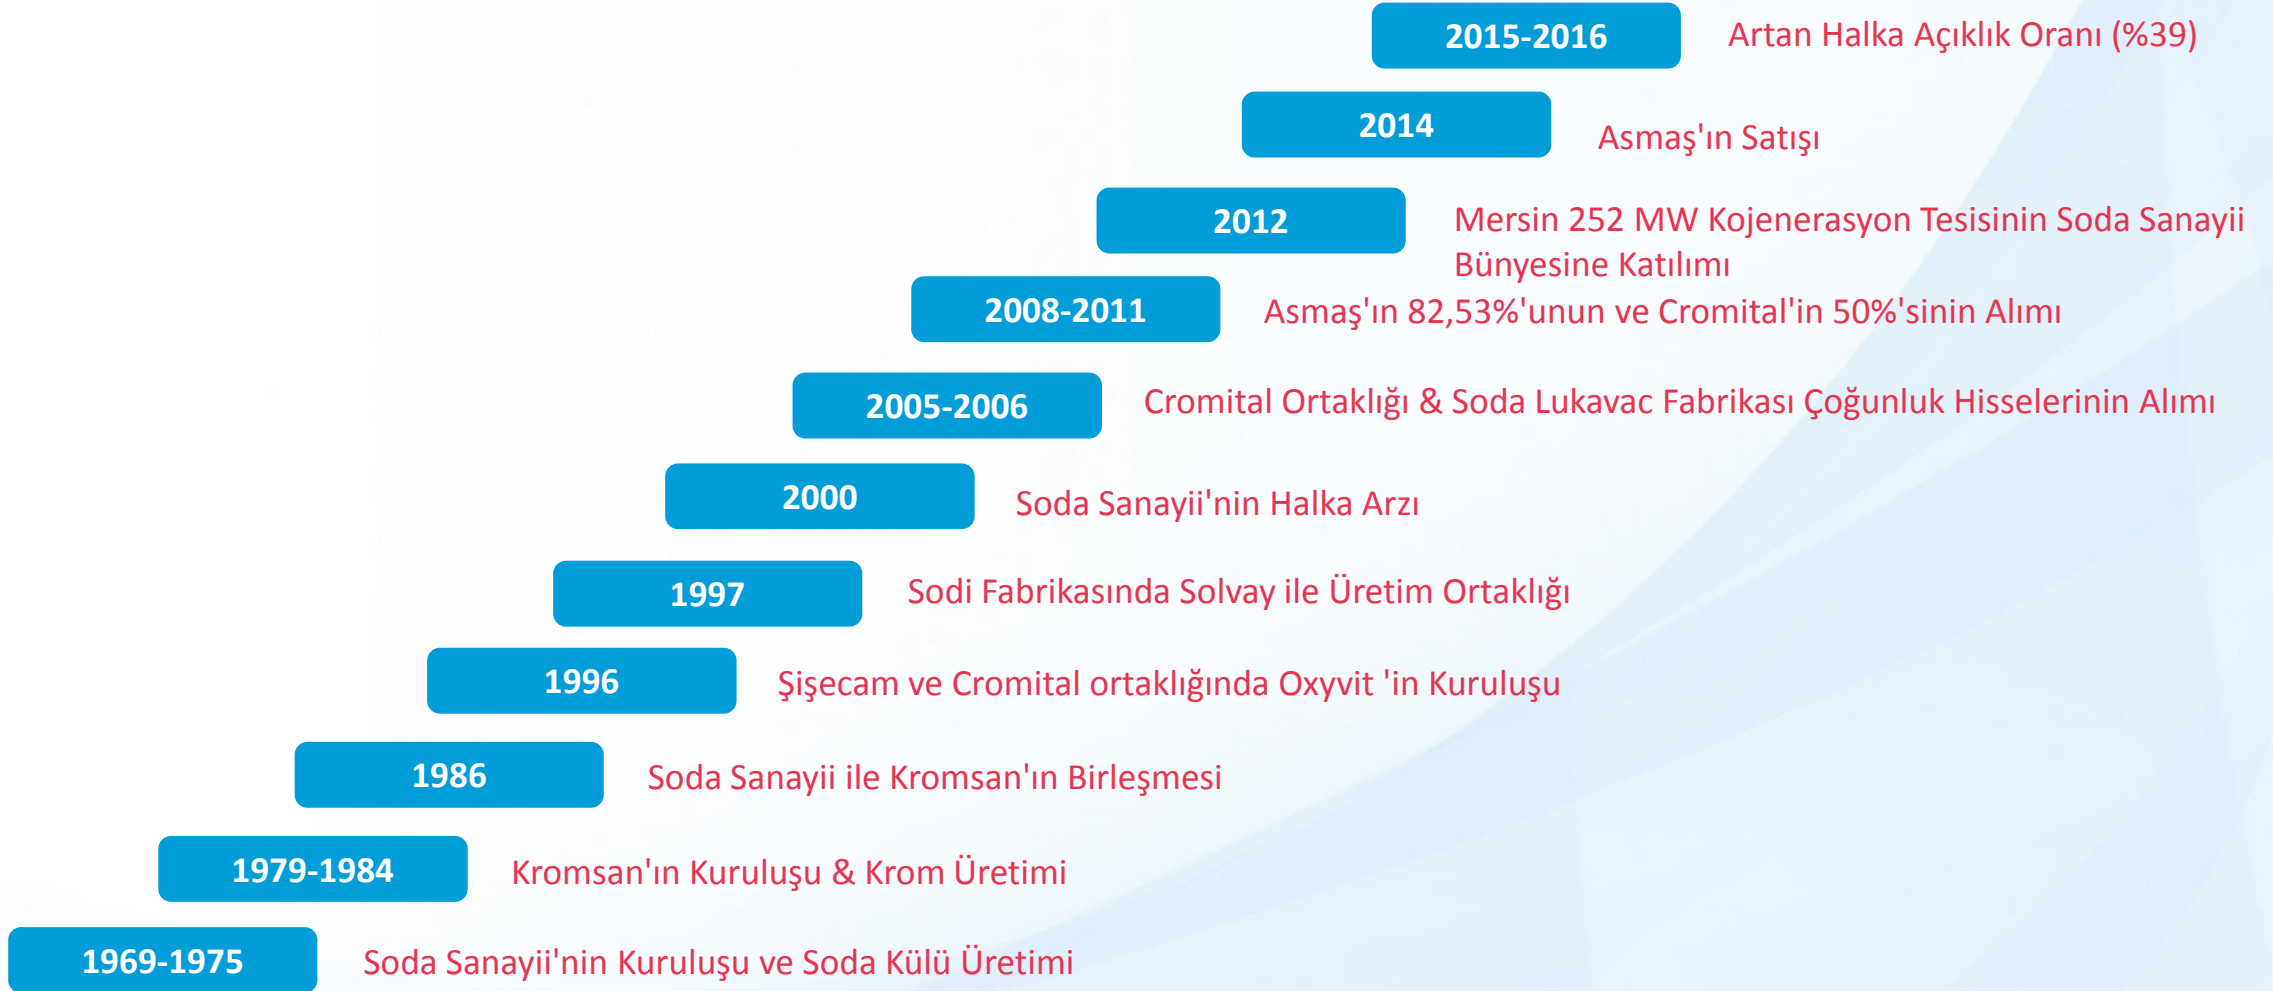 2015-2016
Artan Halka Açıklık Oranı (%39)
2014
Asmaş'ın Satışı
2012
Mersin 252 MW Kojenerasyon Tesisinin Soda Sanayii
Bünyesine Katılımı
2008-2011
Asmaş'ın 82,53%'unun ve Cromital'in 50%'sinin Alımı
2005-2006
Cromital Ortaklığı & Soda Lukavac Fabrikası Çoğunluk Hisselerinin Alımı
2000
Soda Sanayii'nin Halka Arzı
1997
Sodi Fabrikasında Solvay ile Üretim Ortaklığı
1996
Şişecam ve Cromital ortaklığında Oxyvit 'in Kuruluşu
1986
Soda Sanayii ile Kromsan'ın Birleşmesi
1979-1984
Kromsan'ın Kuruluşu & Krom Üretimi
1969-1975
Soda Sanayii'nin Kuruluşu ve Soda Külü Üretimi